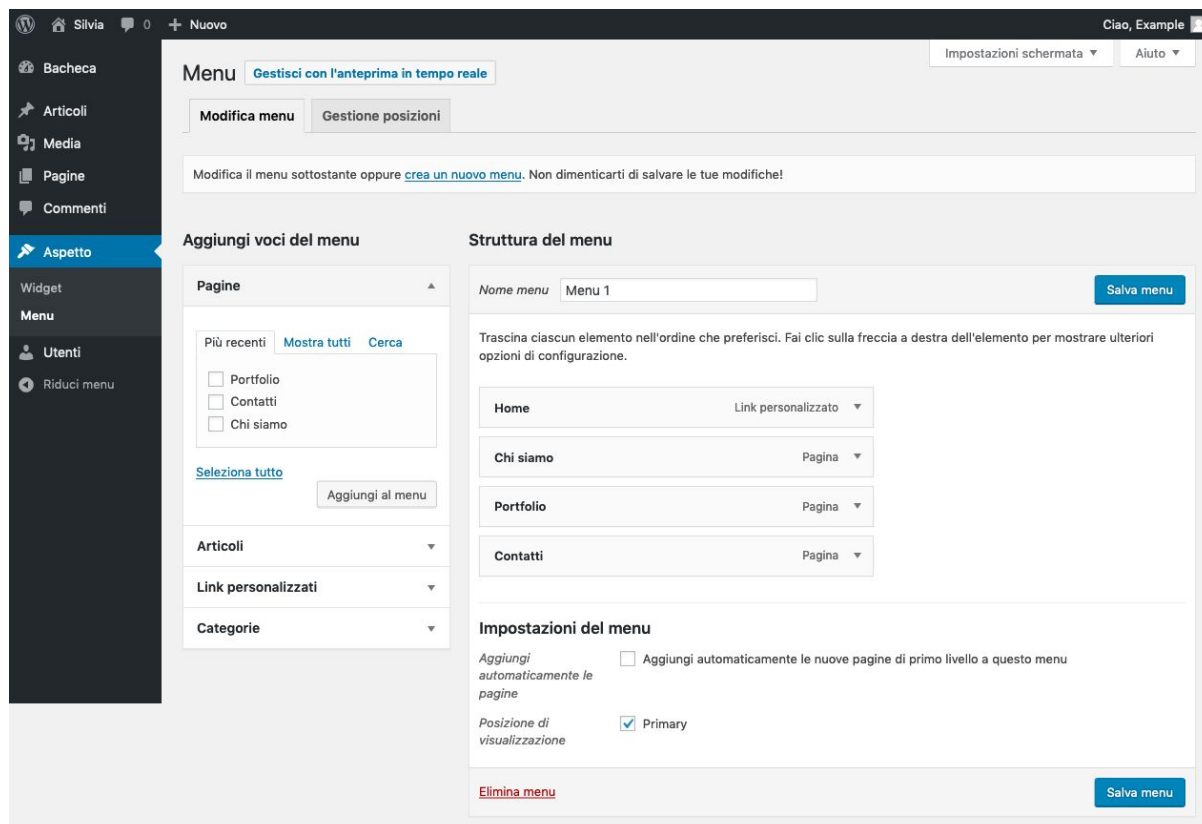 Silvia 0 Nuovo Ciao, Example
Impostazioni schermata Aiuto
Bacheca
Articoli
Media
Pagine
Commenti
Aspetto
Widget
Menu
Utenti
Riduci menu
Menu Gestisci con l'anteprima in tempo reale
Modifica menu Gestione posizioni
Modifica il menu sottostante oppure crea un nuovo menu. Non dimenticarti di salvare le tue modifiche!
Aggiungi voci del menu
Pagine
Più recenti Mostra tutti Cerca
Portfolio
Contatti
Chi siamo
Seleziona tutto
Aggiungi al menu
Articoli
Link personalizzati
Categorie
Struttura del menu
Nome menu Menu 1 Salva menu
Trascina ciascun elemento nell'ordine che preferisci. Fai clic sulla freccia a destra dell'elemento per mostrare ulteriori
opzioni di configurazione.
Home Link personalizzato
Chi siamo Pagina
Portfolio Pagina
Contatti Pagina
Impostazioni del menu
Aggiungi
automaticamente le
pagine
Aggiungi automaticamente le nuove pagine di primo livello a questo menu
Posizione di
visualizzazione
Primary
Elimina menu Salva menu